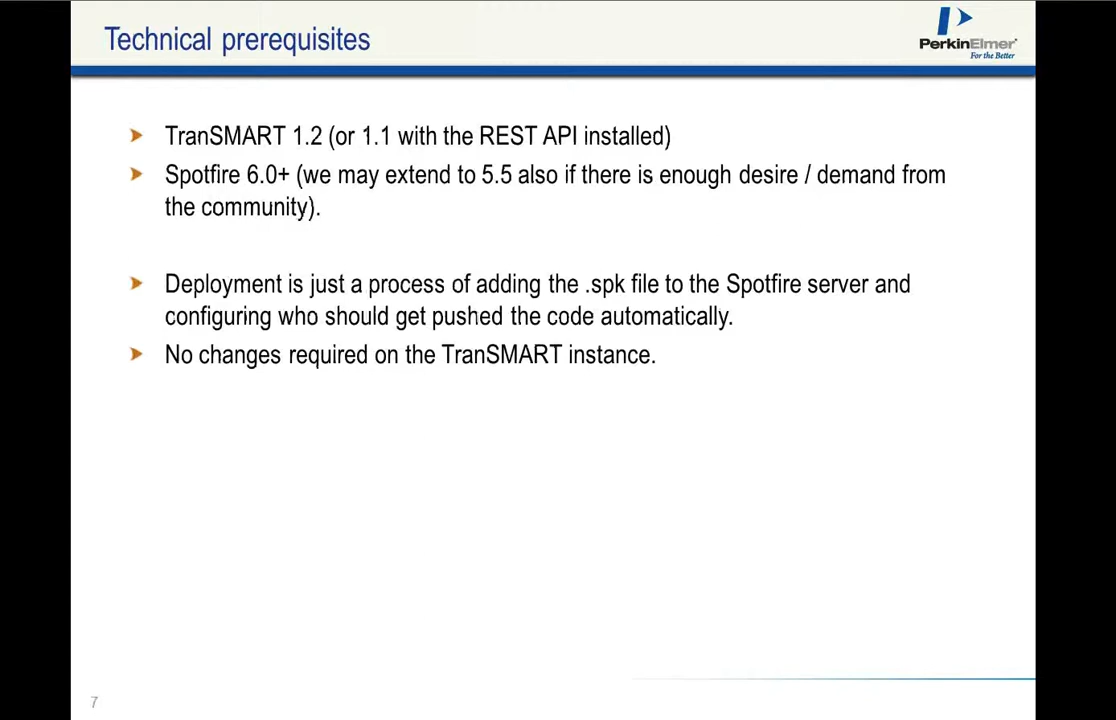 Technical prerequisites
PerkinElmer
For the Better
TranSMART 1.2 (or 1.1 with the REST API installed)
Spotfire 6.0+ (we may extend to 5.5 also if there is enough desire / demand from
the community).
Deployment is just a process of adding the .spk file to the Spotfire server and
configuring who should get pushed the code automatically.
No changes required on the TranSMART instance.
7